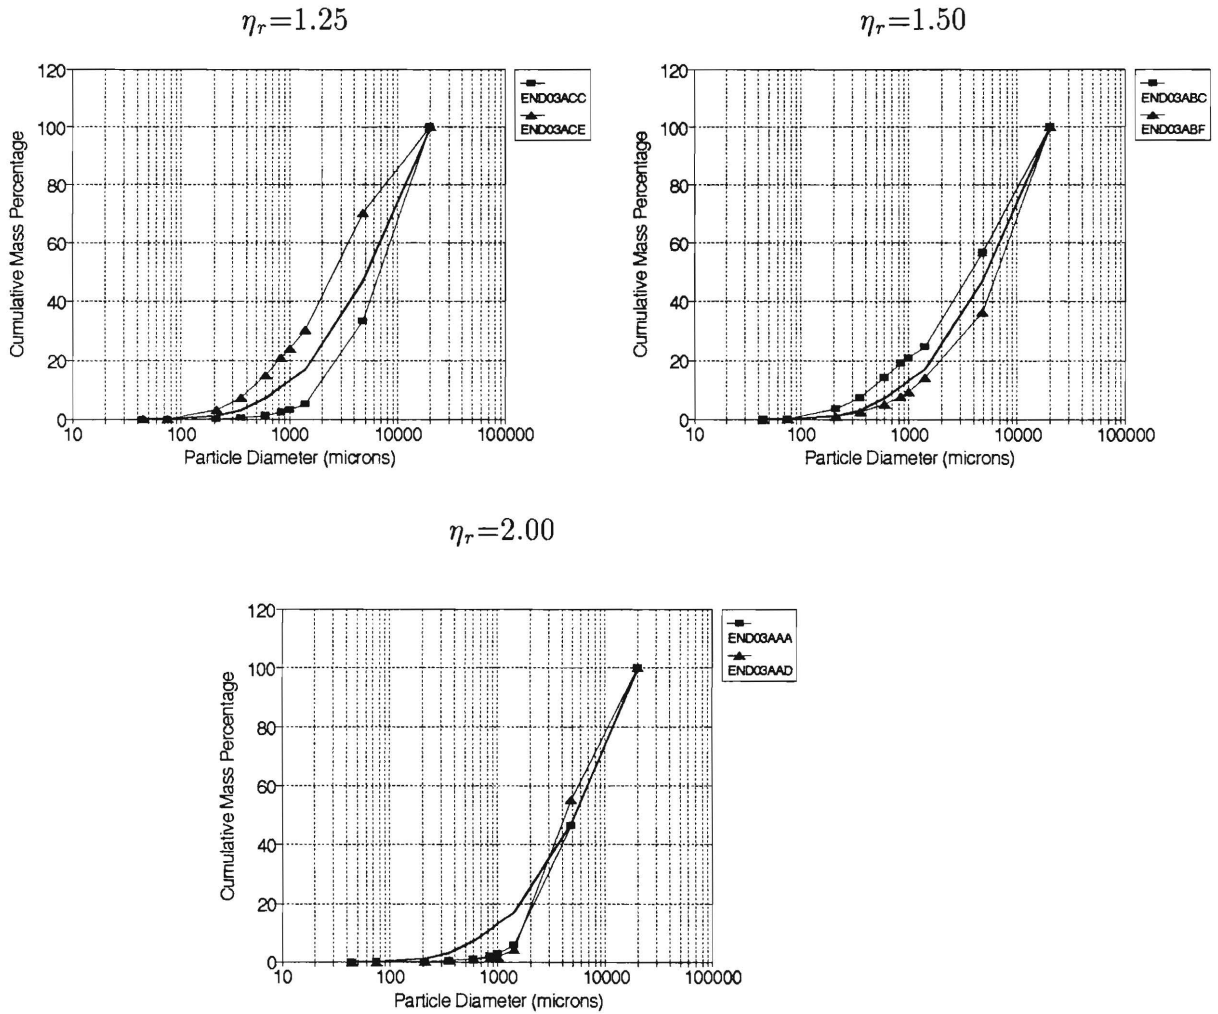 η_r=1.25
120
100
80
60
40
20
0
Cumulative Mass Percentage
10 100 1000 10000 100000
Particle Diameter (microns)
END03ACC
END03ACE
η_r=1.50
120
100
80
60
40
20
0
Cumulative Mass Percentage
10 100 1000 10000 100000
Particle Diameter (microns)
END03ABC
END03ABF
η_r=2.00
120
100
80
60
40
20
0
Cumulative Mass Percentage
10 100 1000 10000 100000
Particle Diameter (microns)
END03AAA
END03AAD